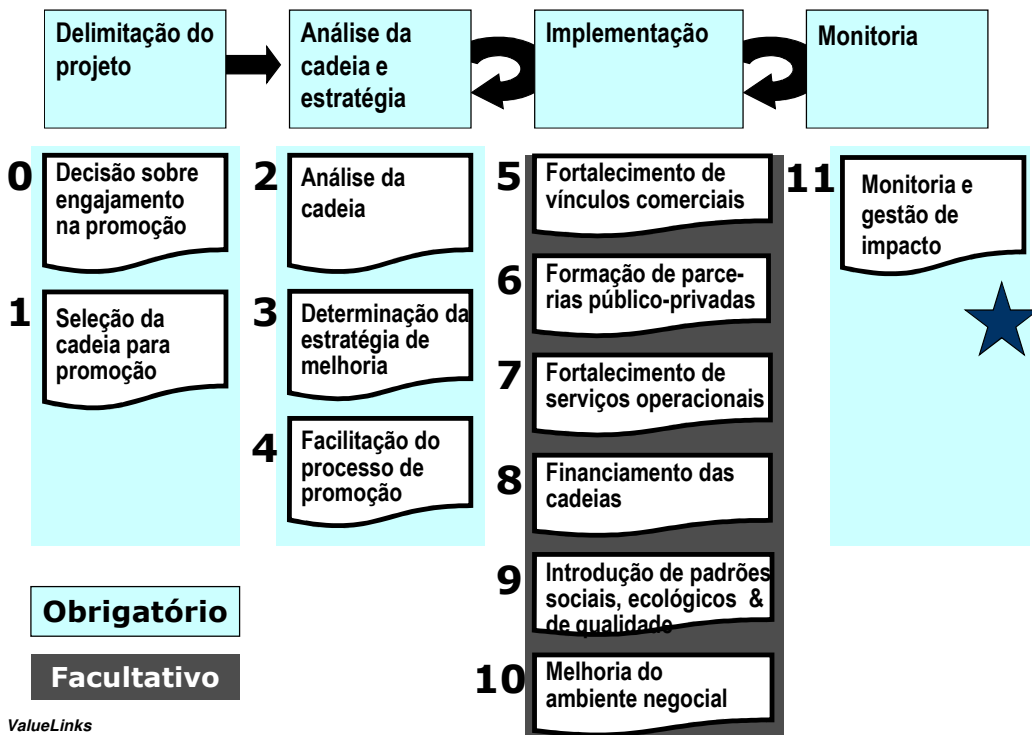 Delimitação do
projeto
Análise da
cadeia e
estratégia
Implementação
Monitoria
0
Decisão sobre
engajamento
na promoção
1
Seleção da
cadeia para
promoção
2
Análise da
cadeia
3
Determinação da
estratégia de
melhoria
4
Facilitação do
processo de
promoção
5
Fortalecimento de
vínculos comerciais
6
Formação de parce-
rias público-privadas
7
Fortalecimento de
serviços operacionais
8
Financiamento das
cadeias
9
Introdução de padrões
sociais, ecológicos &
de qualidade
10
Melhoria do
ambiente negocial
11
Monitoria e
gestão de
impacto
Obrigatório
Facultativo
ValueLinks